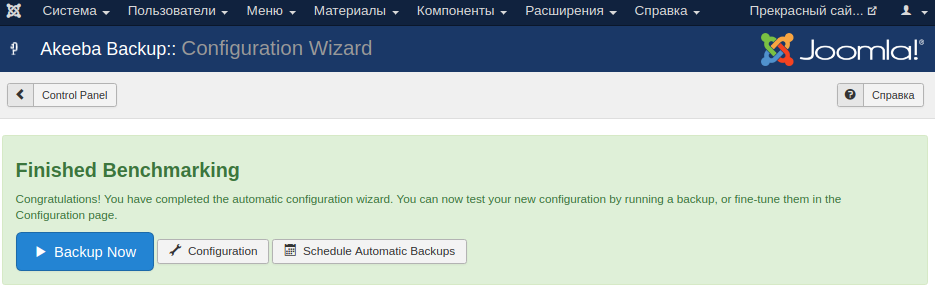 Система Пользователи Меню Материалы Компоненты Расширения Справка Прекрасный сай...
Akeeba Backup:: Configuration Wizard
Joomla!®
Control Panel
Справка
Finished Benchmarking
Congratulations! You have completed the automatic configuration wizard. You can now test your new configuration by running a backup, or fine-tune them in the
Configuration page.
Backup Now Configuration Schedule Automatic Backups